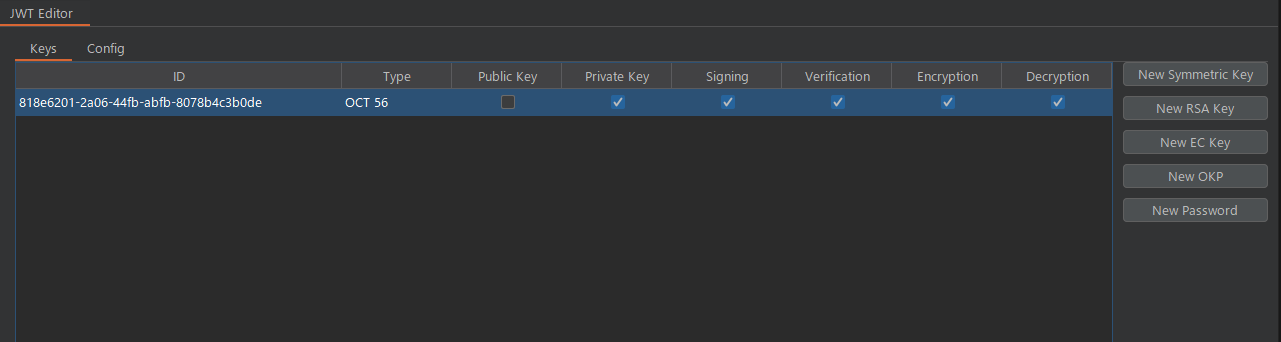 JWT Editor
Keys Config
ID Type Public Key Private Key Signing Verification Encryption Decryption New Symmetric Key
818e6201-2a06-44fb-abfb-8078b4c3b0de OCT 56 New RSA Key
New EC Key
New OKP
New Password